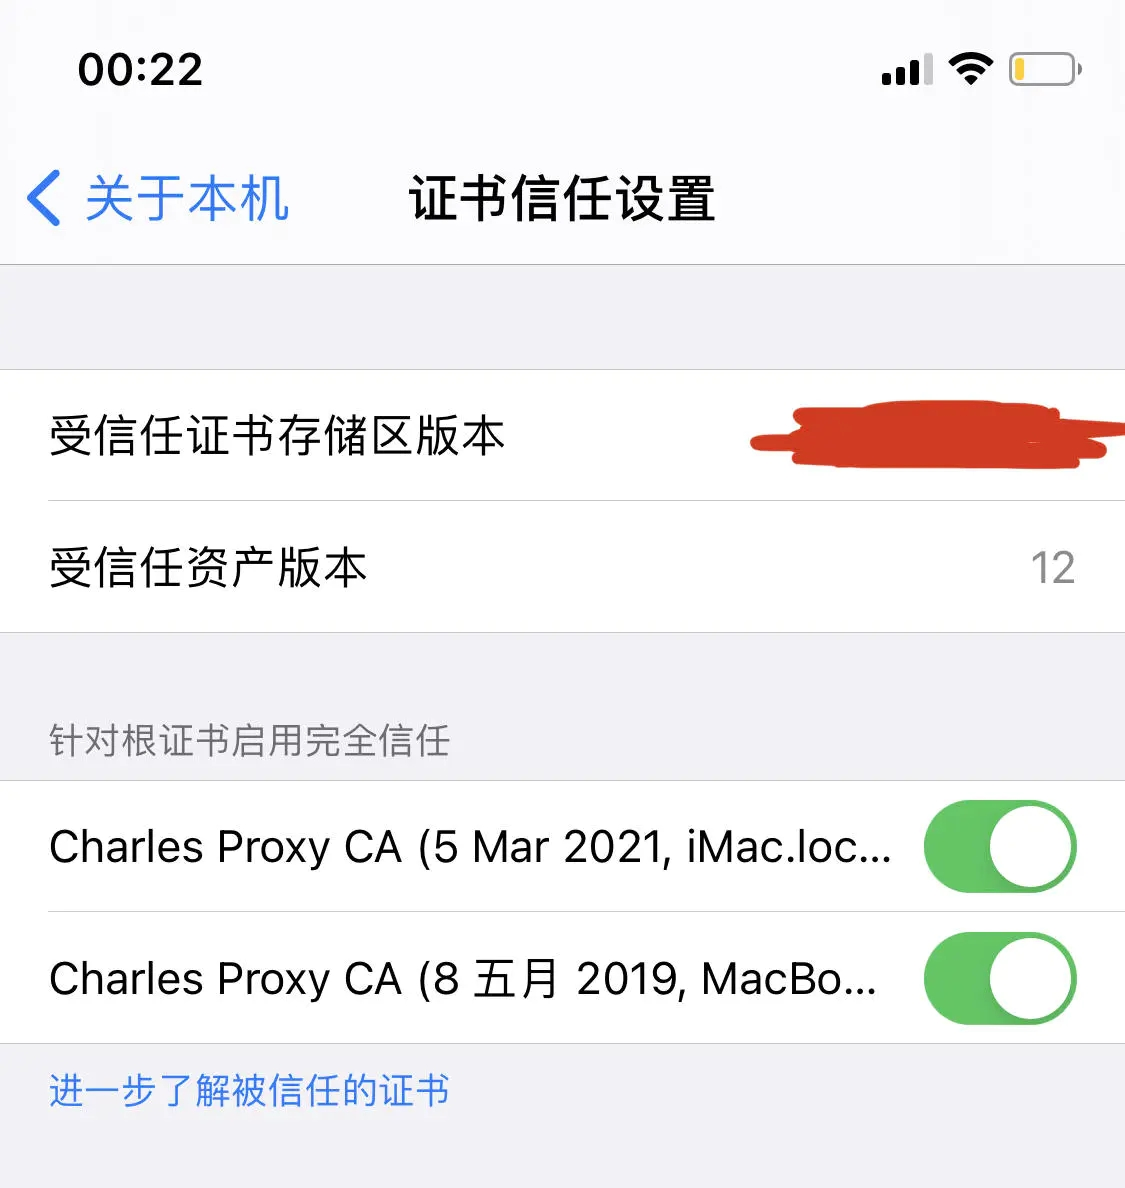 00:22
关于本机
证书信任设置
受信任证书存储区版本
受信任资产版本 12
针对根证书启用完全信任
Charles Proxy CA (5 Mar 2021, iMac.loc...
Charles Proxy CA (8 五月 2019, MacBo...
进一步了解被信任的证书